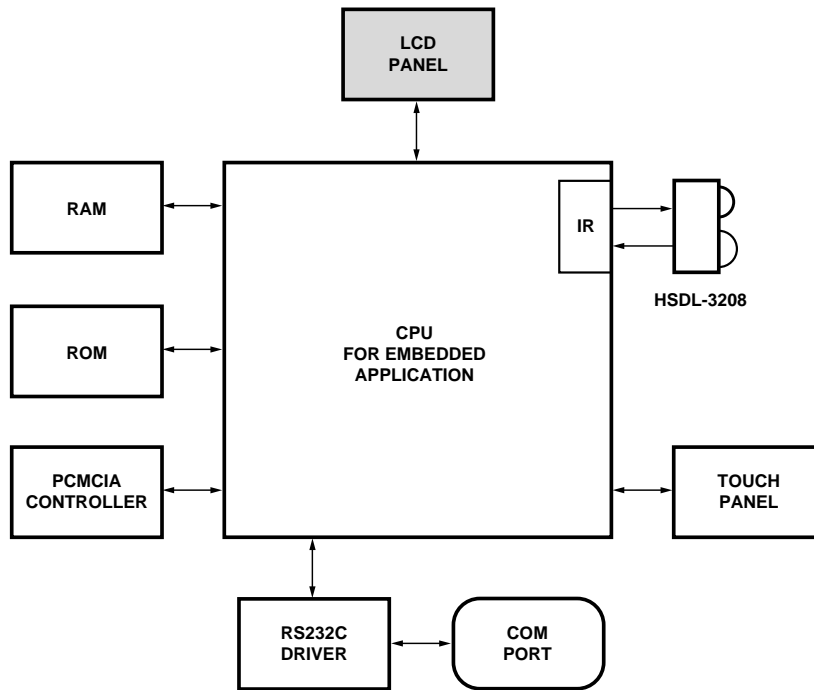 LCD
PANEL
RAM
IR
HSDL-3208
ROM
CPU
FOR EMBEDDED
APPLICATION
PCMCIA
CONTROLLER
TOUCH
PANEL
RS232C
DRIVER
COM
PORT